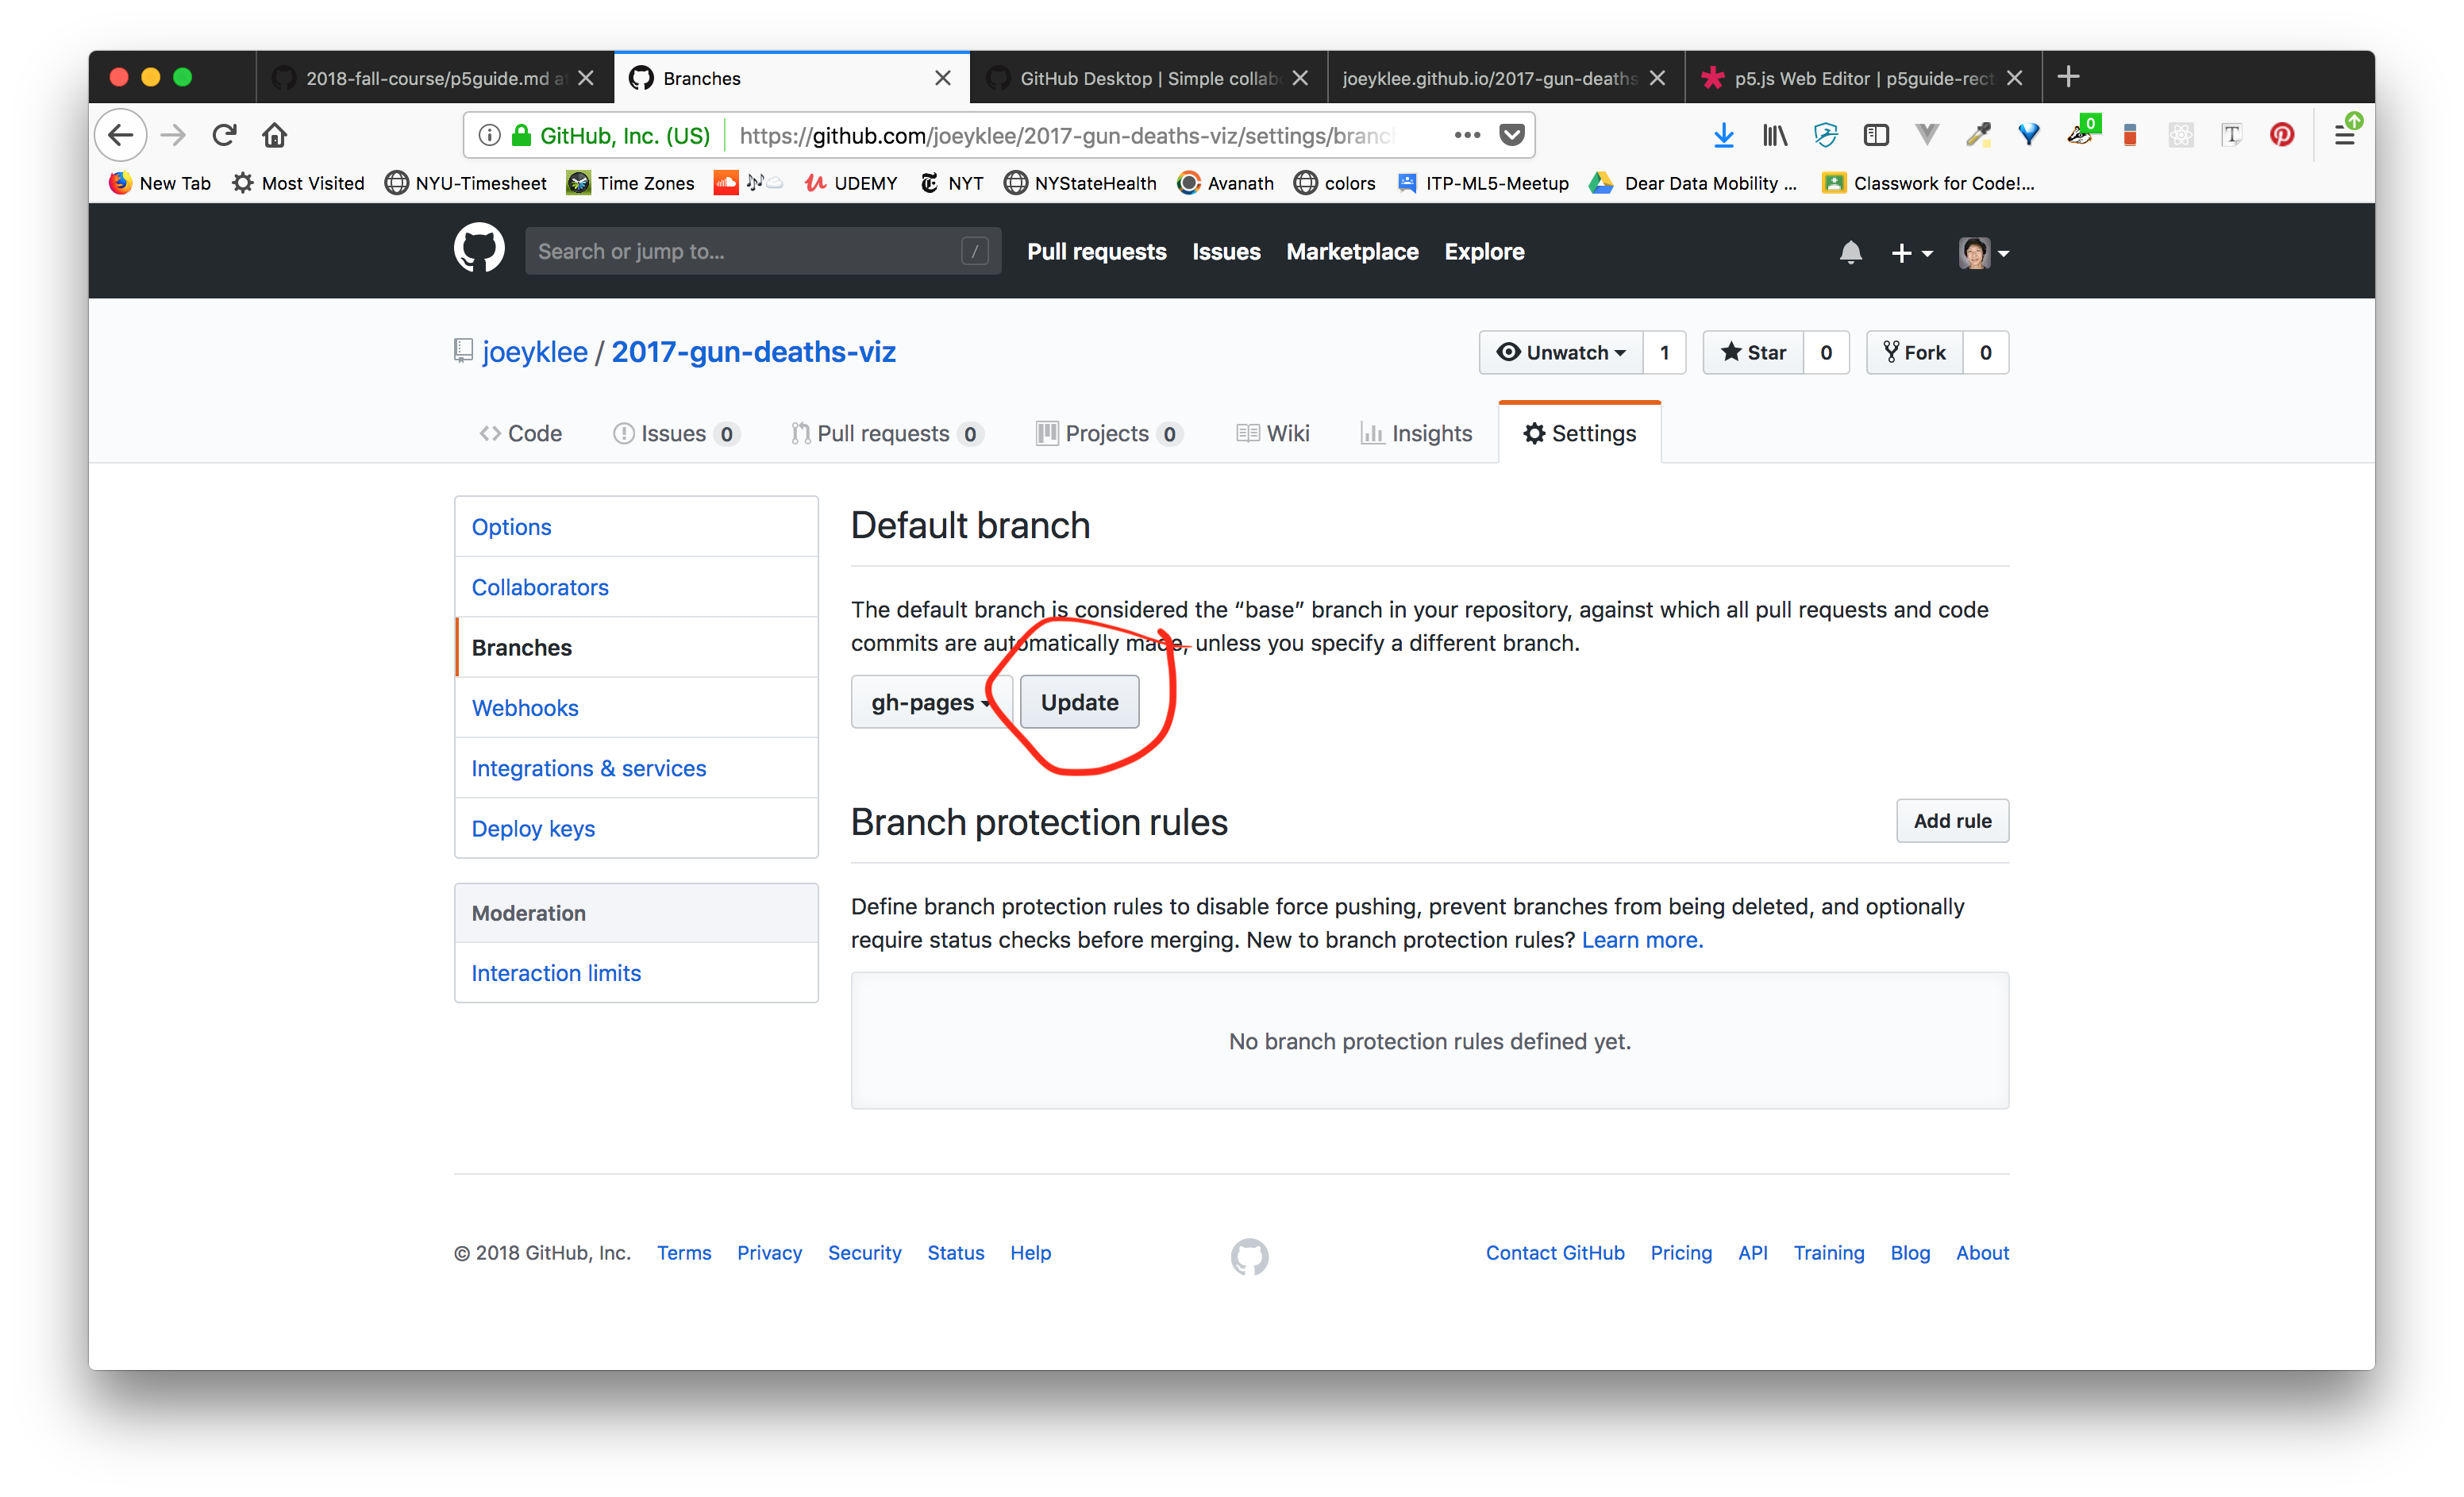 2018-fall-course/p5guide.md at
Branches
GitHub Desktop | Simple collab
joeyklee.github.io/2017-gun-deaths
p5.js Web Editor | p5guide-rect
GitHub, Inc. (US) https://github.com/joeyklee/2017-gun-deaths-viz/settings/branc
0
New Tab Most Visited NYU-Timesheet Time Zones UDEMY NYT NYStateHealth Avanath colors ITP-ML5-Meetup Dear Data Mobility ... Classwork for Code!...
Search or jump to... / Pull requests Issues Marketplace Explore
joeyklee / 2017-gun-deaths-viz Unwatch 1 Star 0 Fork 0
Code Issues 0 Pull requests 0 Projects 0 Wiki Insights Settings
Options
Collaborators
Branches
Webhooks
Integrations & services
Deploy keys
Moderation
Interaction limits
Default branch
The default branch is considered the “base” branch in your repository, against which all pull requests and code
commits are automatically made, unless you specify a different branch.
gh-pages Update
Branch protection rules Add rule
Define branch protection rules to disable force pushing, prevent branches from being deleted, and optionally
require status checks before merging. New to branch protection rules? Learn more.
No branch protection rules defined yet.
© 2018 GitHub, Inc. Terms Privacy Security Status Help Contact GitHub Pricing API Training Blog About